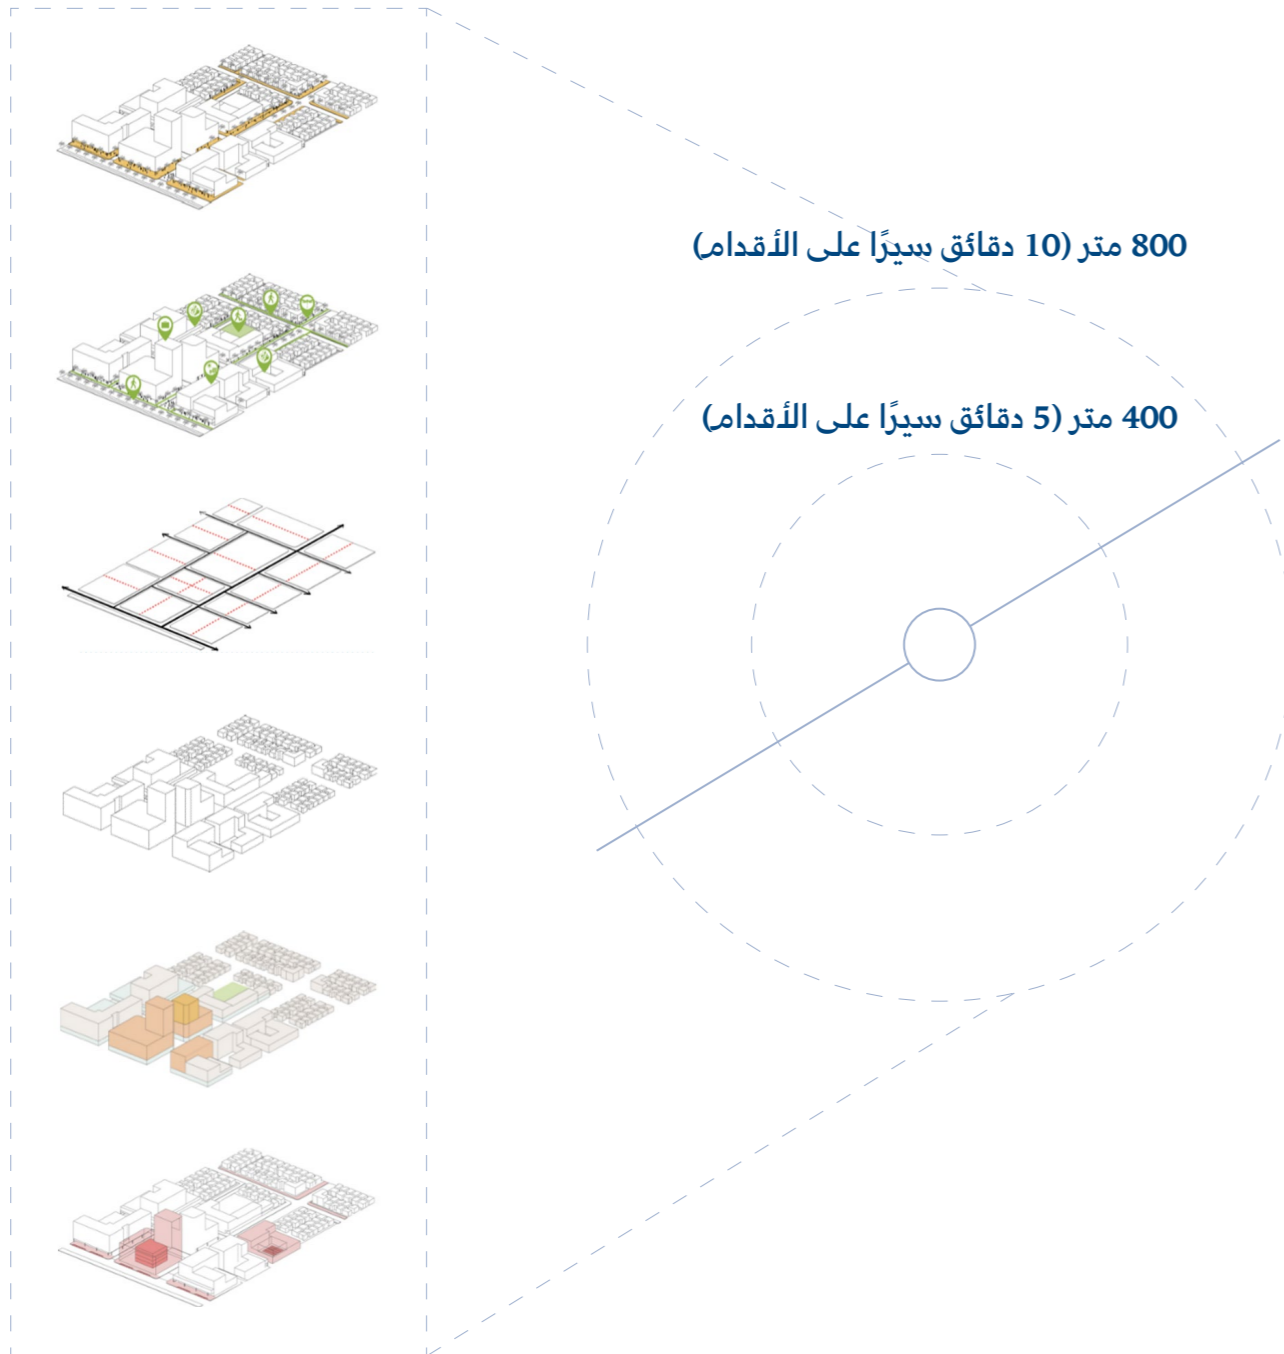 800 متر (10 دقائق سيرًا على الأقدام)
400 متر (5 دقائق سيرًا على الأقدام)